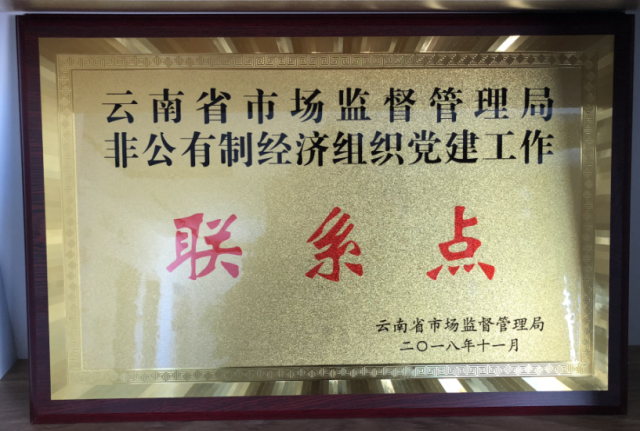 云南省市场监督管理局
非公有制经济组织党建工作
联系点
云南省市场监督管理局
二〇一八年十一月